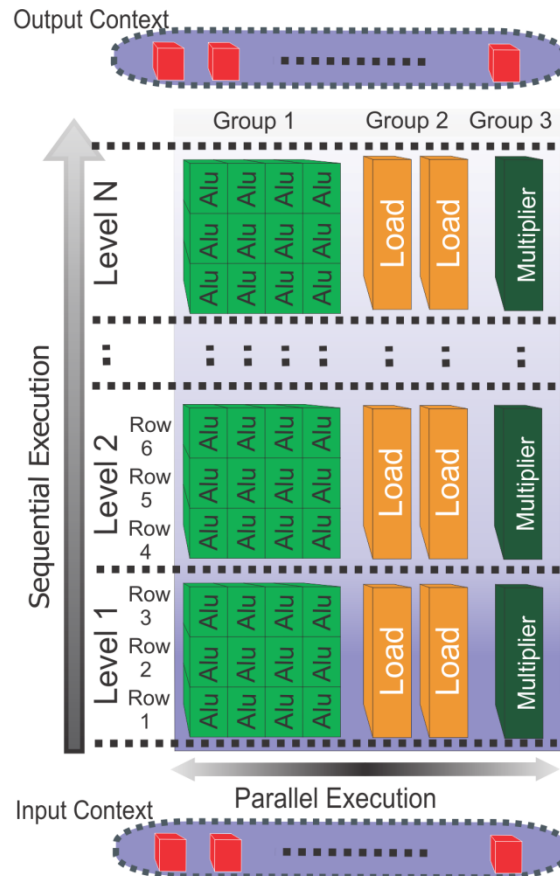 Output Context
Group 1 Group 2 Group 3
Level N
Alu Alu Alu Alu
Alu Alu Alu Alu
Alu Alu Alu Alu
Load Load
Multiplier
Sequential Execution
Level 2
Row 6
Row 5
Row 4
Alu Alu Alu Alu
Alu Alu Alu Alu
Alu Alu Alu Alu
Load Load
Multiplier
Level 1
Row 3
Row 2
Row 1
Alu Alu Alu Alu
Alu Alu Alu Alu
Alu Alu Alu Alu
Load Load
Multiplier
Parallel Execution
Input Context